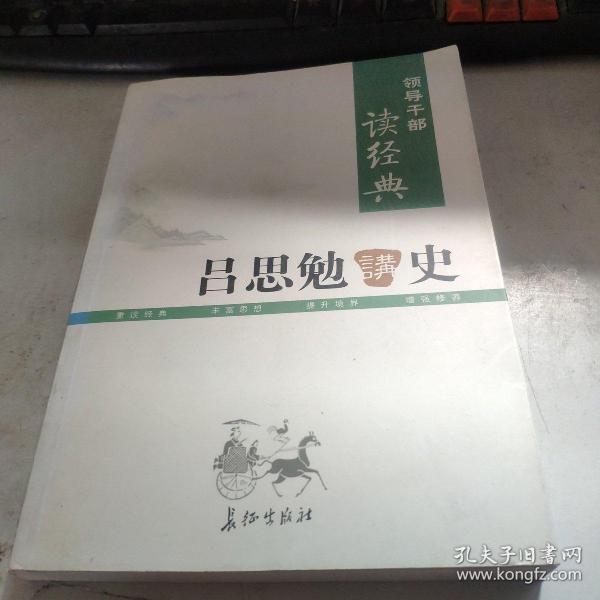 领导干部
读经典
吕思勉講史
重读经典 丰富思想 提升境界 增强修养
长征出版社
孔夫子旧书网
www.kongfz.com